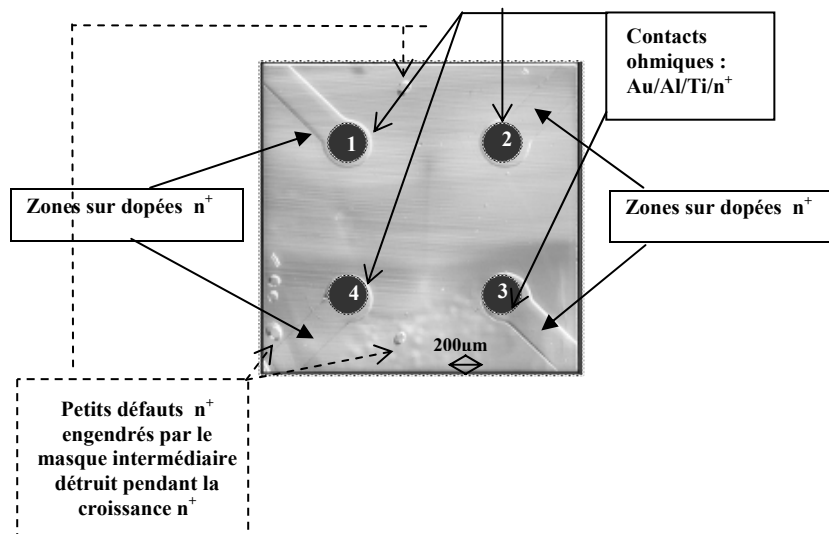 Contacts
ohmiques :
Au/Al/Ti/n⁺
1
2
Zones sur dopées n⁺
Zones sur dopées n⁺
4
3
200µm
Petits défauts n⁺
engendrés par le
masque intermédiaire
détruit pendant la
croissance n⁺